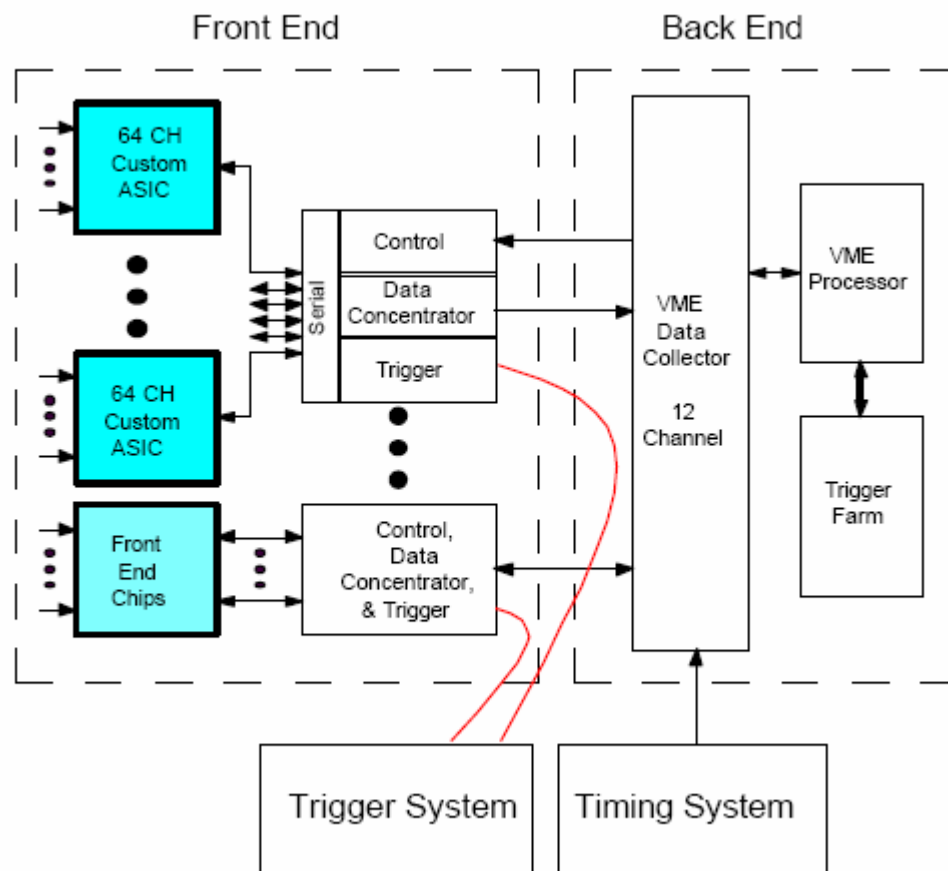 Front End
Back End
64 CH
Custom
ASIC
Serial
Control
Data
Concentrator
Trigger
64 CH
Custom
ASIC
Front
End
Chips
Control,
Data
Concentrator,
& Trigger
VME
Data
Collector
12
Channel
VME
Processor
Trigger
Farm
Trigger System
Timing System